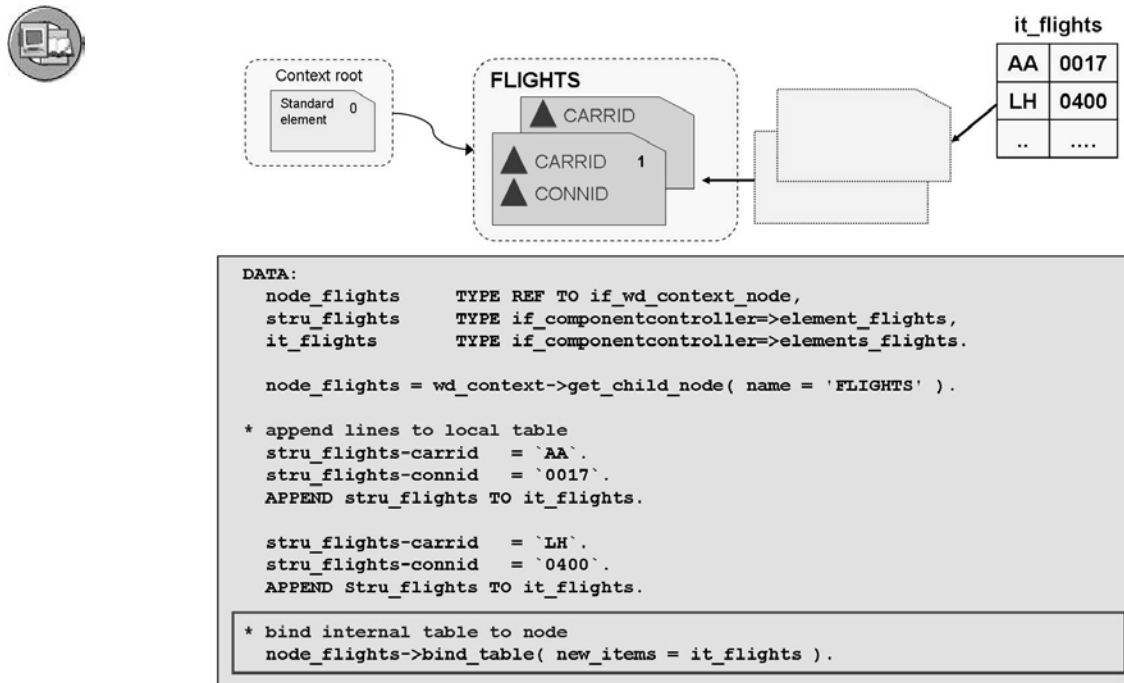 it_flights
AA 0017
LH 0400
.. ....
Context root
Standard 0
element
FLIGHTS
CARRID
CARRID 1
CONNID
DATA:
node_flights TYPE REF TO if_wd_context_node,
stru_flights TYPE if_componentcontroller=>element_flights,
it_flights TYPE if_componentcontroller=>elements_flights.
node_flights = wd_context->get_child_node( name = 'FLIGHTS' ).
* append lines to local table
stru_flights-carrid = `AA`.
stru_flights-connid = `0017`.
APPEND stru_flights TO it_flights.
stru_flights-carrid = `LH`.
stru_flights-connid = `0400`.
APPEND Stru_flights TO it_flights.
* bind internal table to node
node_flights->bind_table( new_items = it_flights ).